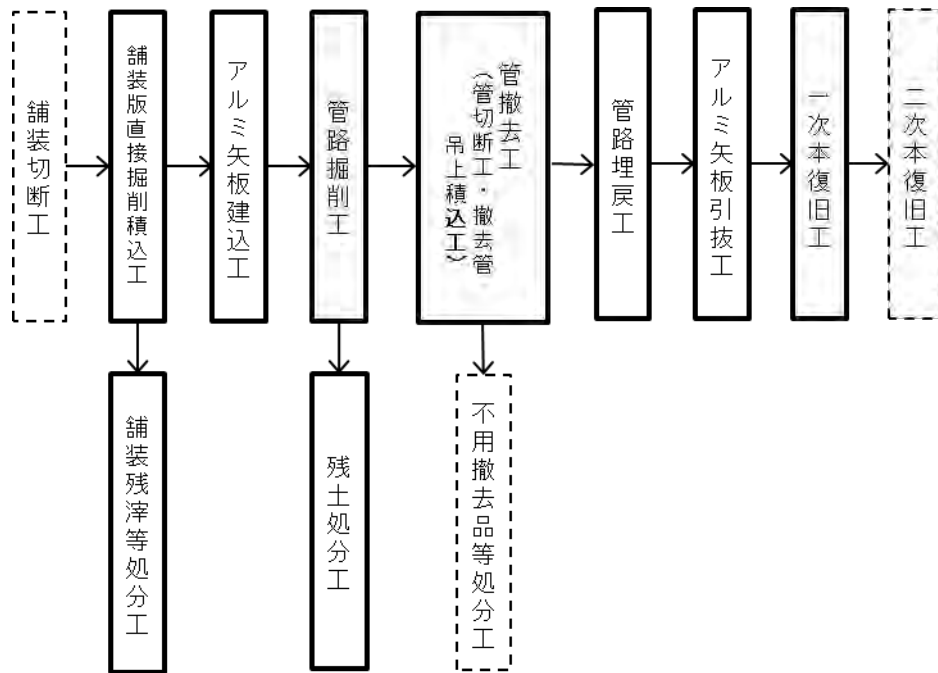 舗装切断工
舗装版直接掘削積込工
アルミ矢板建込工
管路掘削工
管撤去工
（管切断工・撤去管
吊上積込工）
管路埋戻工
アルミ矢板引抜工
一次本復旧工
二次本復旧工
舗装残滓等処分工
残土処分工
不用撤去品等処分工